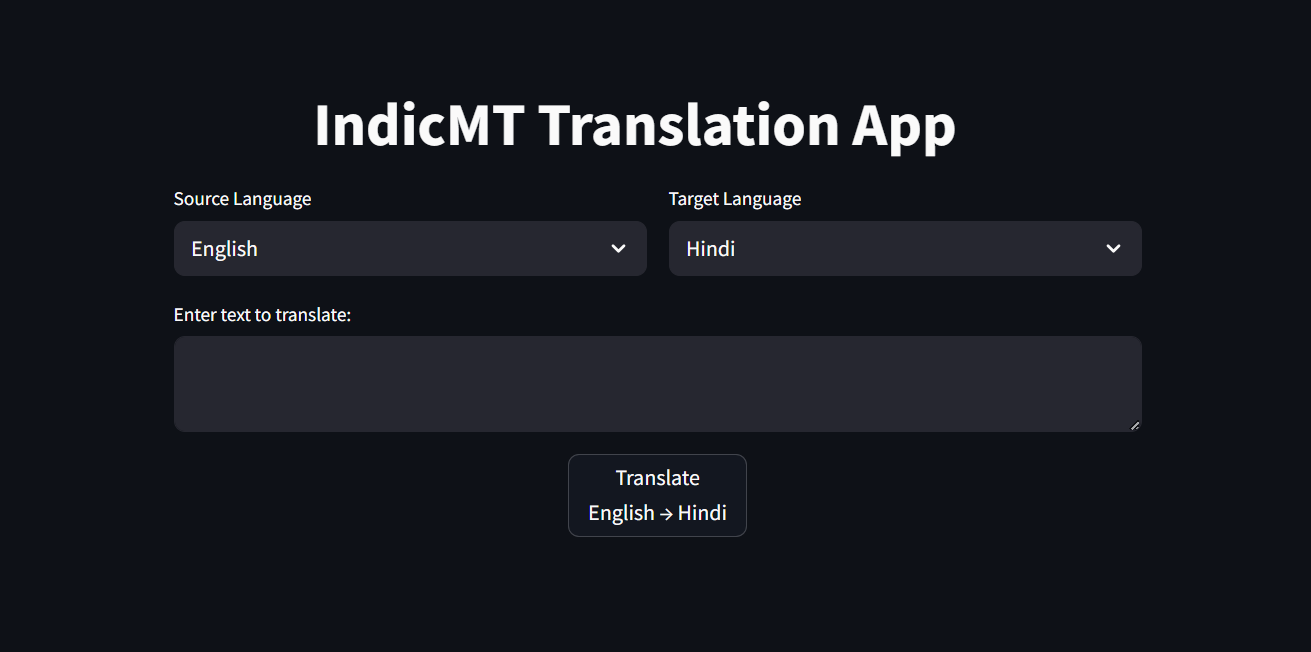 IndicMT Translation App
Source Language
Target Language
English
Hindi
Enter text to translate:
Translate
English → Hindi